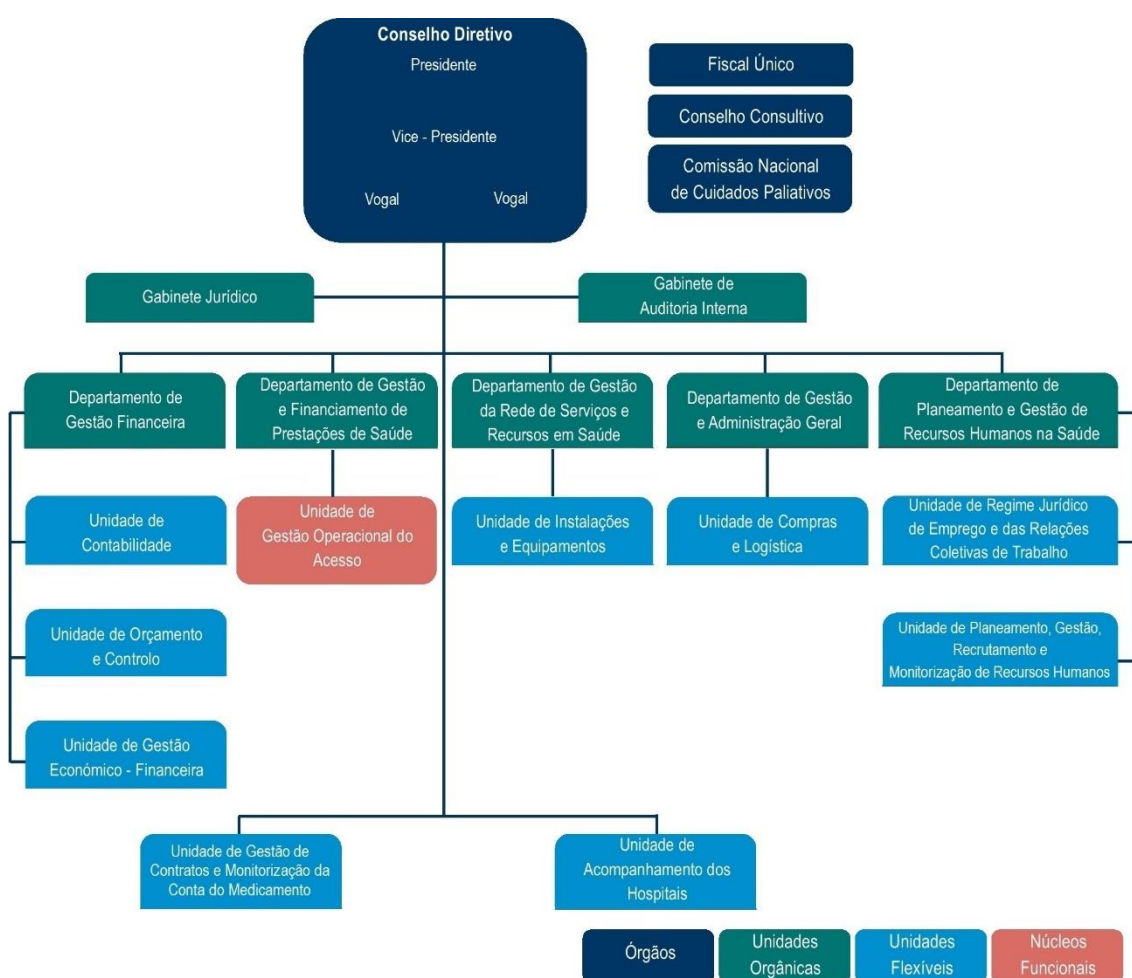 Conselho Diretivo
Presidente
Vice - Presidente
Vogal
Vogal
Fiscal Único
Conselho Consultivo
Comissão Nacional
de Cuidados Paliativos
Gabinete Jurídico
Gabinete de
Auditoria Interna
Departamento de
Gestão Financeira
Departamento de Gestão
e Financiamento de
Prestações de Saúde
Departamento de Gestão
da Rede de Serviços e
Recursos em Saúde
Departamento de Gestão
e Administração Geral
Departamento de
Planeamento e Gestão de
Recursos Humanos na Saúde
Unidade de
Contabilidade
Unidade de
Gestão Operacional do
Acesso
Unidade de Instalações
e Equipamentos
Unidade de Compras
e Logística
Unidade de Regime Jurídico
de Emprego e das Relações
Coletivas de Trabalho
Unidade de Orçamento
e Controlo
Unidade de Planeamento, Gestão,
Recrutamento e
Monitorização de Recursos Humanos
Unidade de Gestão
Económico - Financeira
Unidade de Gestão de
Contratos e Monitorização da
Conta do Medicamento
Unidade de
Acompanhamento dos
Hospitais
Órgãos
Unidades
Orgânicas
Unidades
Flexíveis
Núcleos
Funcionais